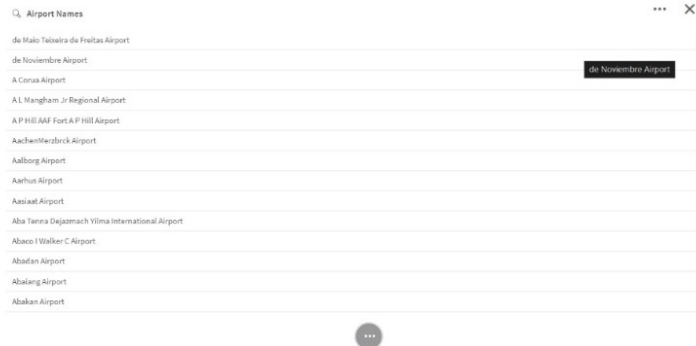 Airport Names
de Maio Teixeira de Freitas Airport
de Noviembre Airport
de Noviembre Airport
A Corua Airport
A L Mangham Jr Regional Airport
A P Hill AAF Fort A P Hill Airport
AachenMerzbrck Airport
Aalborg Airport
Aarhus Airport
Aasiaat Airport
Aba Tenna Dejazmach Yilma International Airport
Abaco I Walker C Airport
Abadan Airport
Abaiang Airport
Abakan Airport